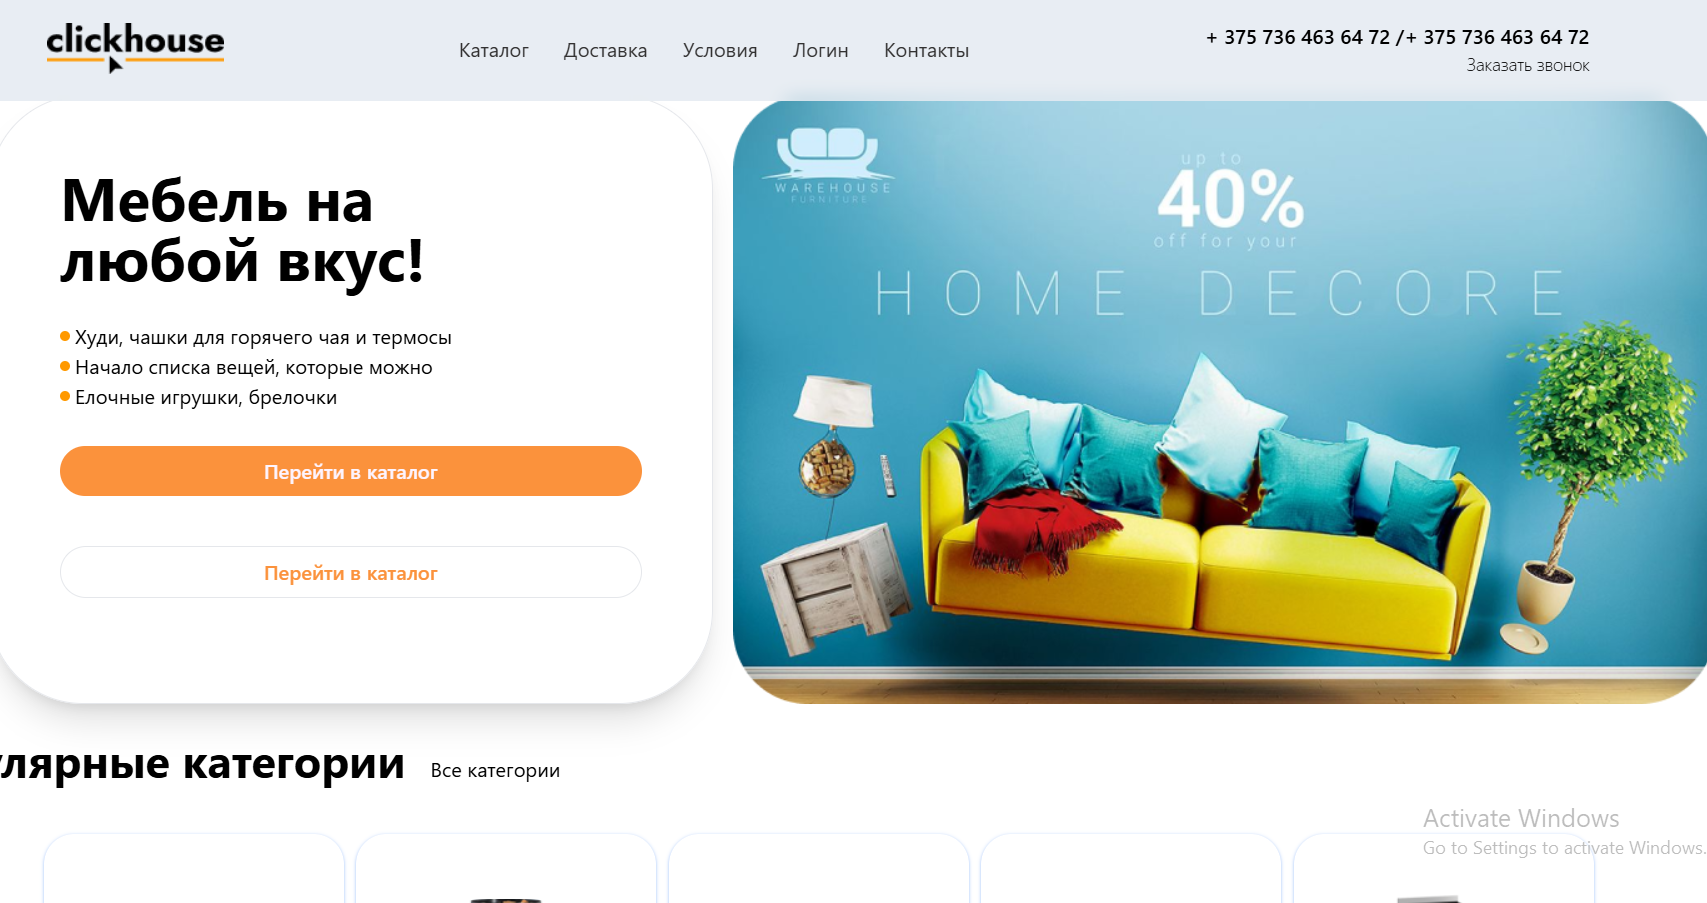 clickhouse
Каталог Доставка Условия Логин Контакты
+ 375 736 463 64 72 /+ 375 736 463 64 72
Заказать звонок
Мебель на
любой вкус!
Худи, чашки для горячего чая и термосы
Начало списка вещей, которые можно
Елочные игрушки, брелочки
Перейти в каталог
Перейти в каталог
WAREHOUSE
FURNITURE
up to
40%
off for your
HOME DECORE
улярные категории
Все категории
Activate Windows
Go to Settings to activate Windows.